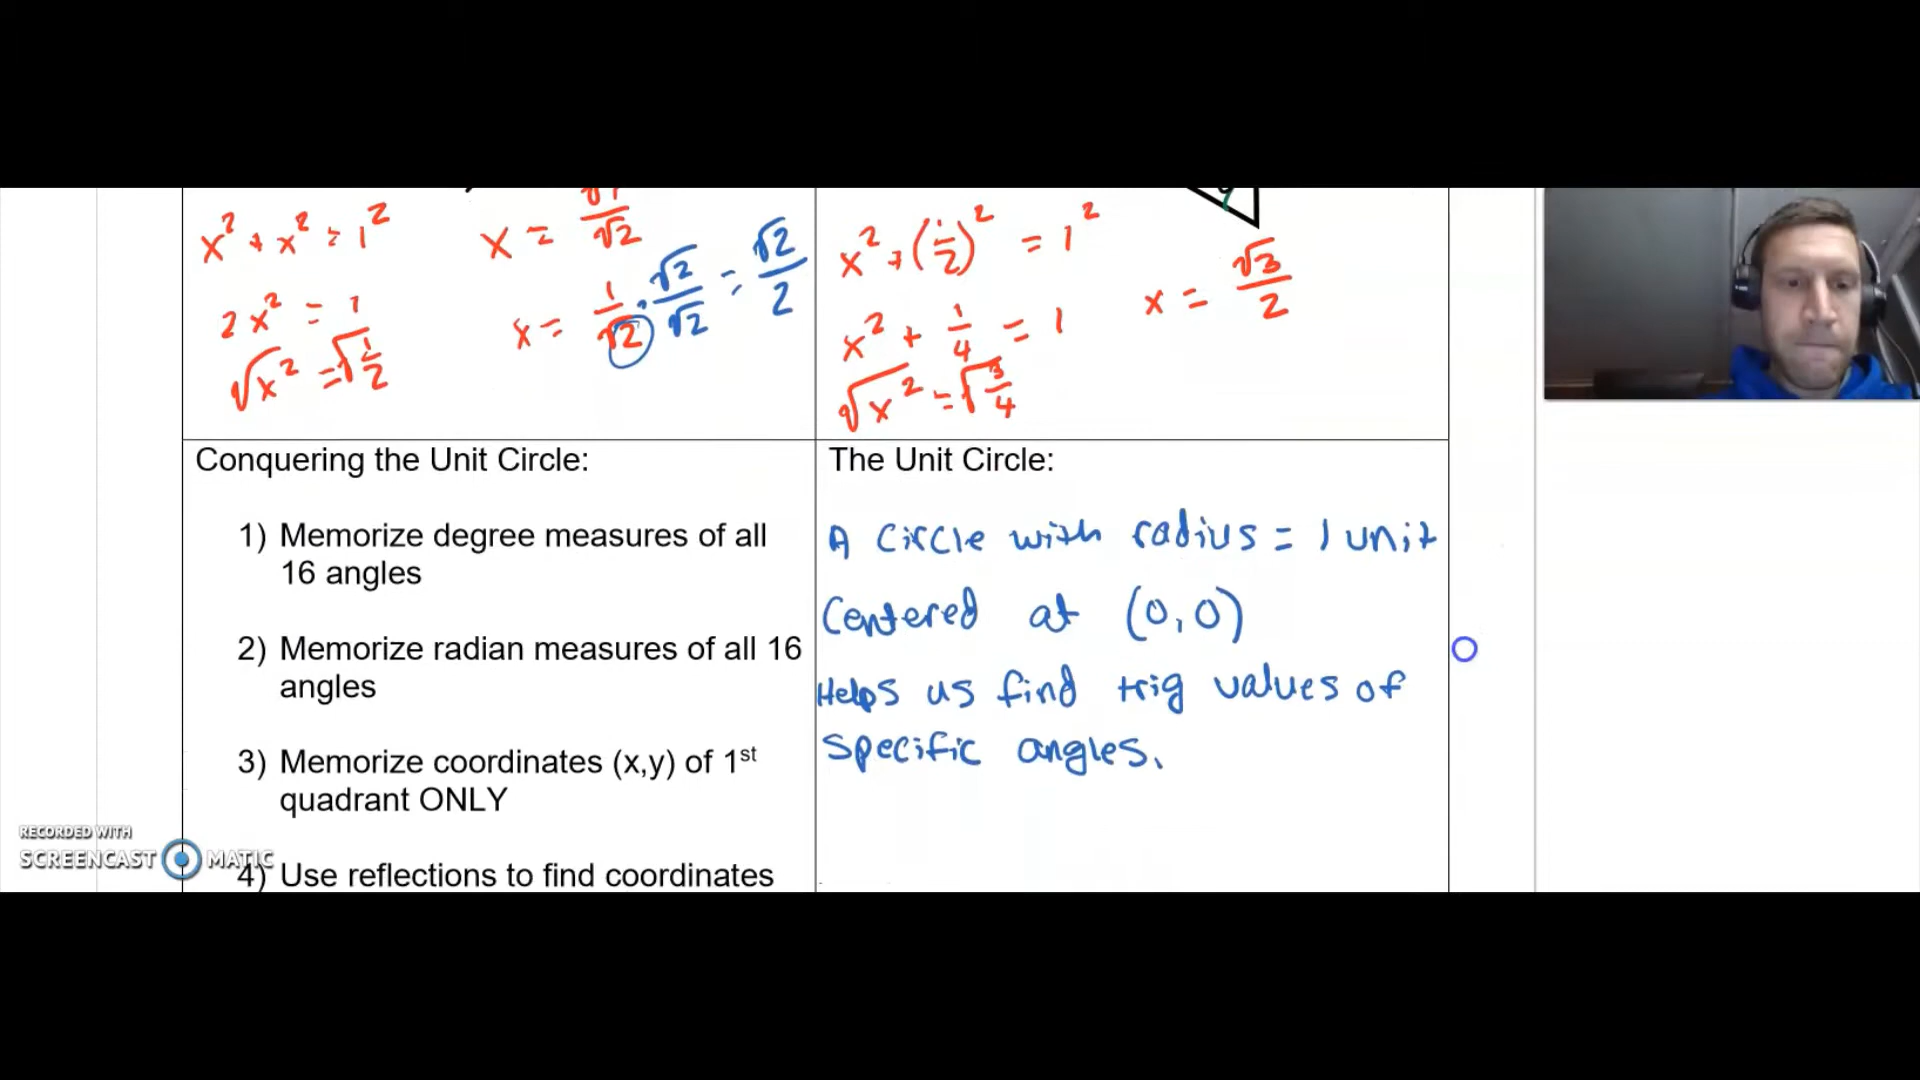 x² + x² = 1²
2x² = 1
√x² = √1/2
x = √1/√2
x = 1/√2 · √2/√2 = √2/2
x² + (1/2)² = 1²
x² + 1/4 = 1
√x² = √3/4
x = √3/2
Conquering the Unit Circle:
1) Memorize degree measures of all
16 angles
2) Memorize radian measures of all 16
angles
3) Memorize coordinates (x,y) of 1st
quadrant ONLY
4) Use reflections to find coordinates
The Unit Circle:
A circle with radius = 1 unit
Centered at (0,0)
Helps us find trig values of
specific angles.
RECORDED WITH
SCREENCAST MATIC